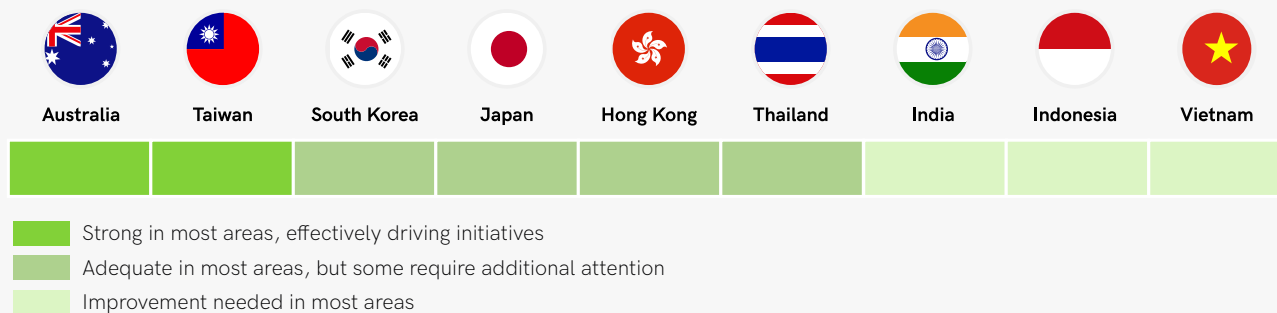 Australia Taiwan South Korea Japan Hong Kong Thailand India Indonesia Vietnam
Strong in most areas, effectively driving initiatives
Adequate in most areas, but some require additional attention
Improvement needed in most areas